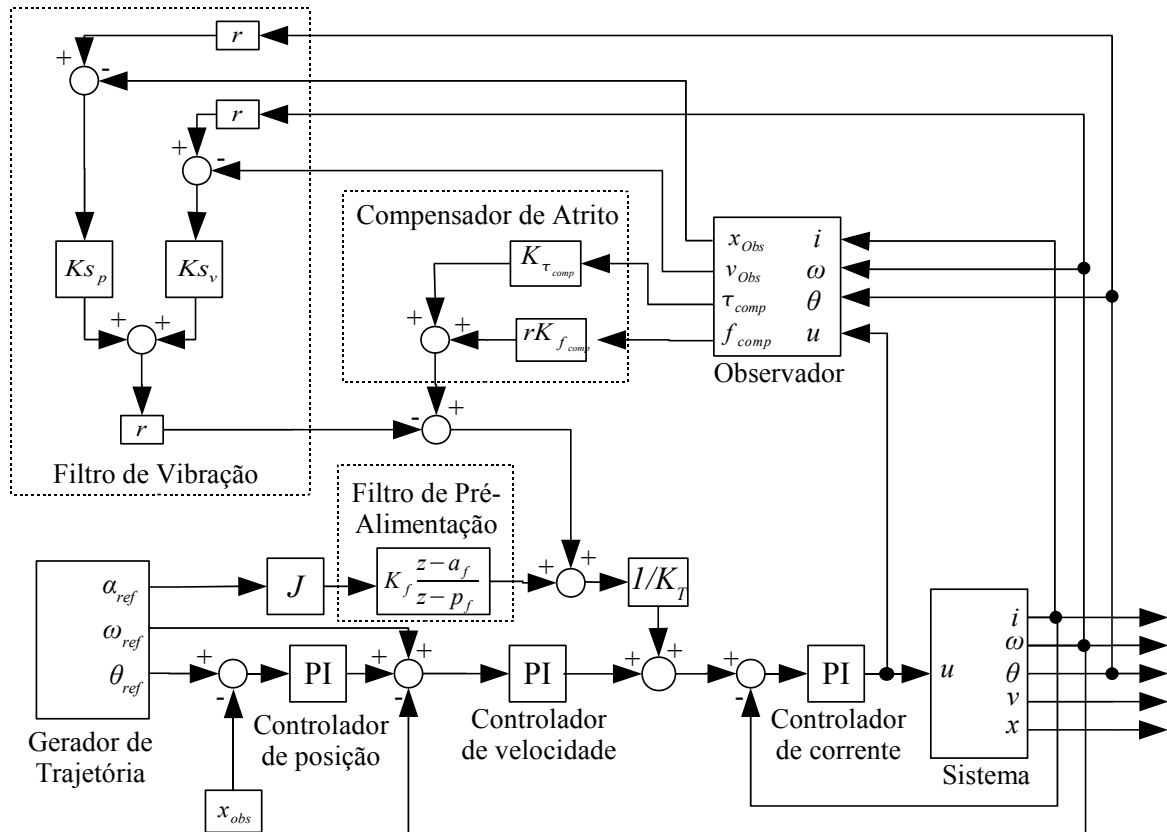 r
+
-
r
+
-
Compensador de Atrito
Ks_p
Ks_v
K_τ_comp
x_Obs i
v_Obs ω
τ_comp θ
f_comp u
+ +
+ +
rK_f_comp
Observador
r
- +
Filtro de Vibração
Filtro de Pré-
Alimentação
α_ref
ω_ref
θ_ref
J
K_f (z−a_f)/(z−p_f)
+ +
1/K_T
+
-
PI
+ +
-
PI
+ +
+
-
PI
u
i
ω
θ
v
x
Gerador de
Trajetória
Controlador
de posição
Controlador
de velocidade
Controlador
de corrente
Sistema
x_obs